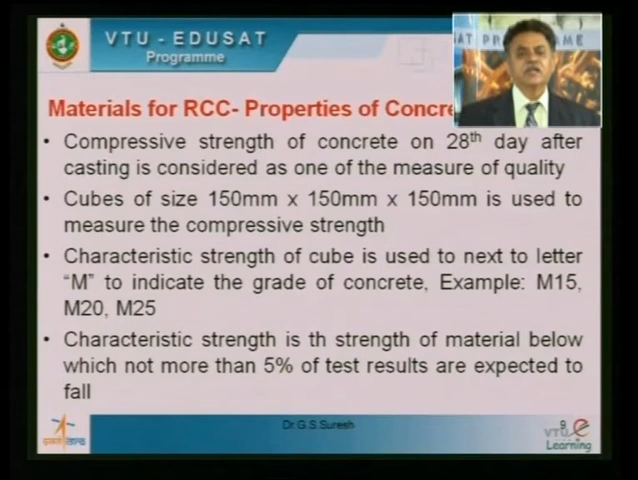 VTU - EDUSAT
Programme
AT PR AME
Materials for RCC- Properties of Concre
• Compressive strength of concrete on 28th day after
casting is considered as one of the measure of quality
• Cubes of size 150mm x 150mm x 150mm is used to
measure the compressive strength
• Characteristic strength of cube is used to next to letter
“M” to indicate the grade of concrete, Example: M15,
M20, M25
• Characteristic strength is th strength of material below
which not more than 5% of test results are expected to
fall
Dr.G.S.Suresh
9
VTU e
Learning